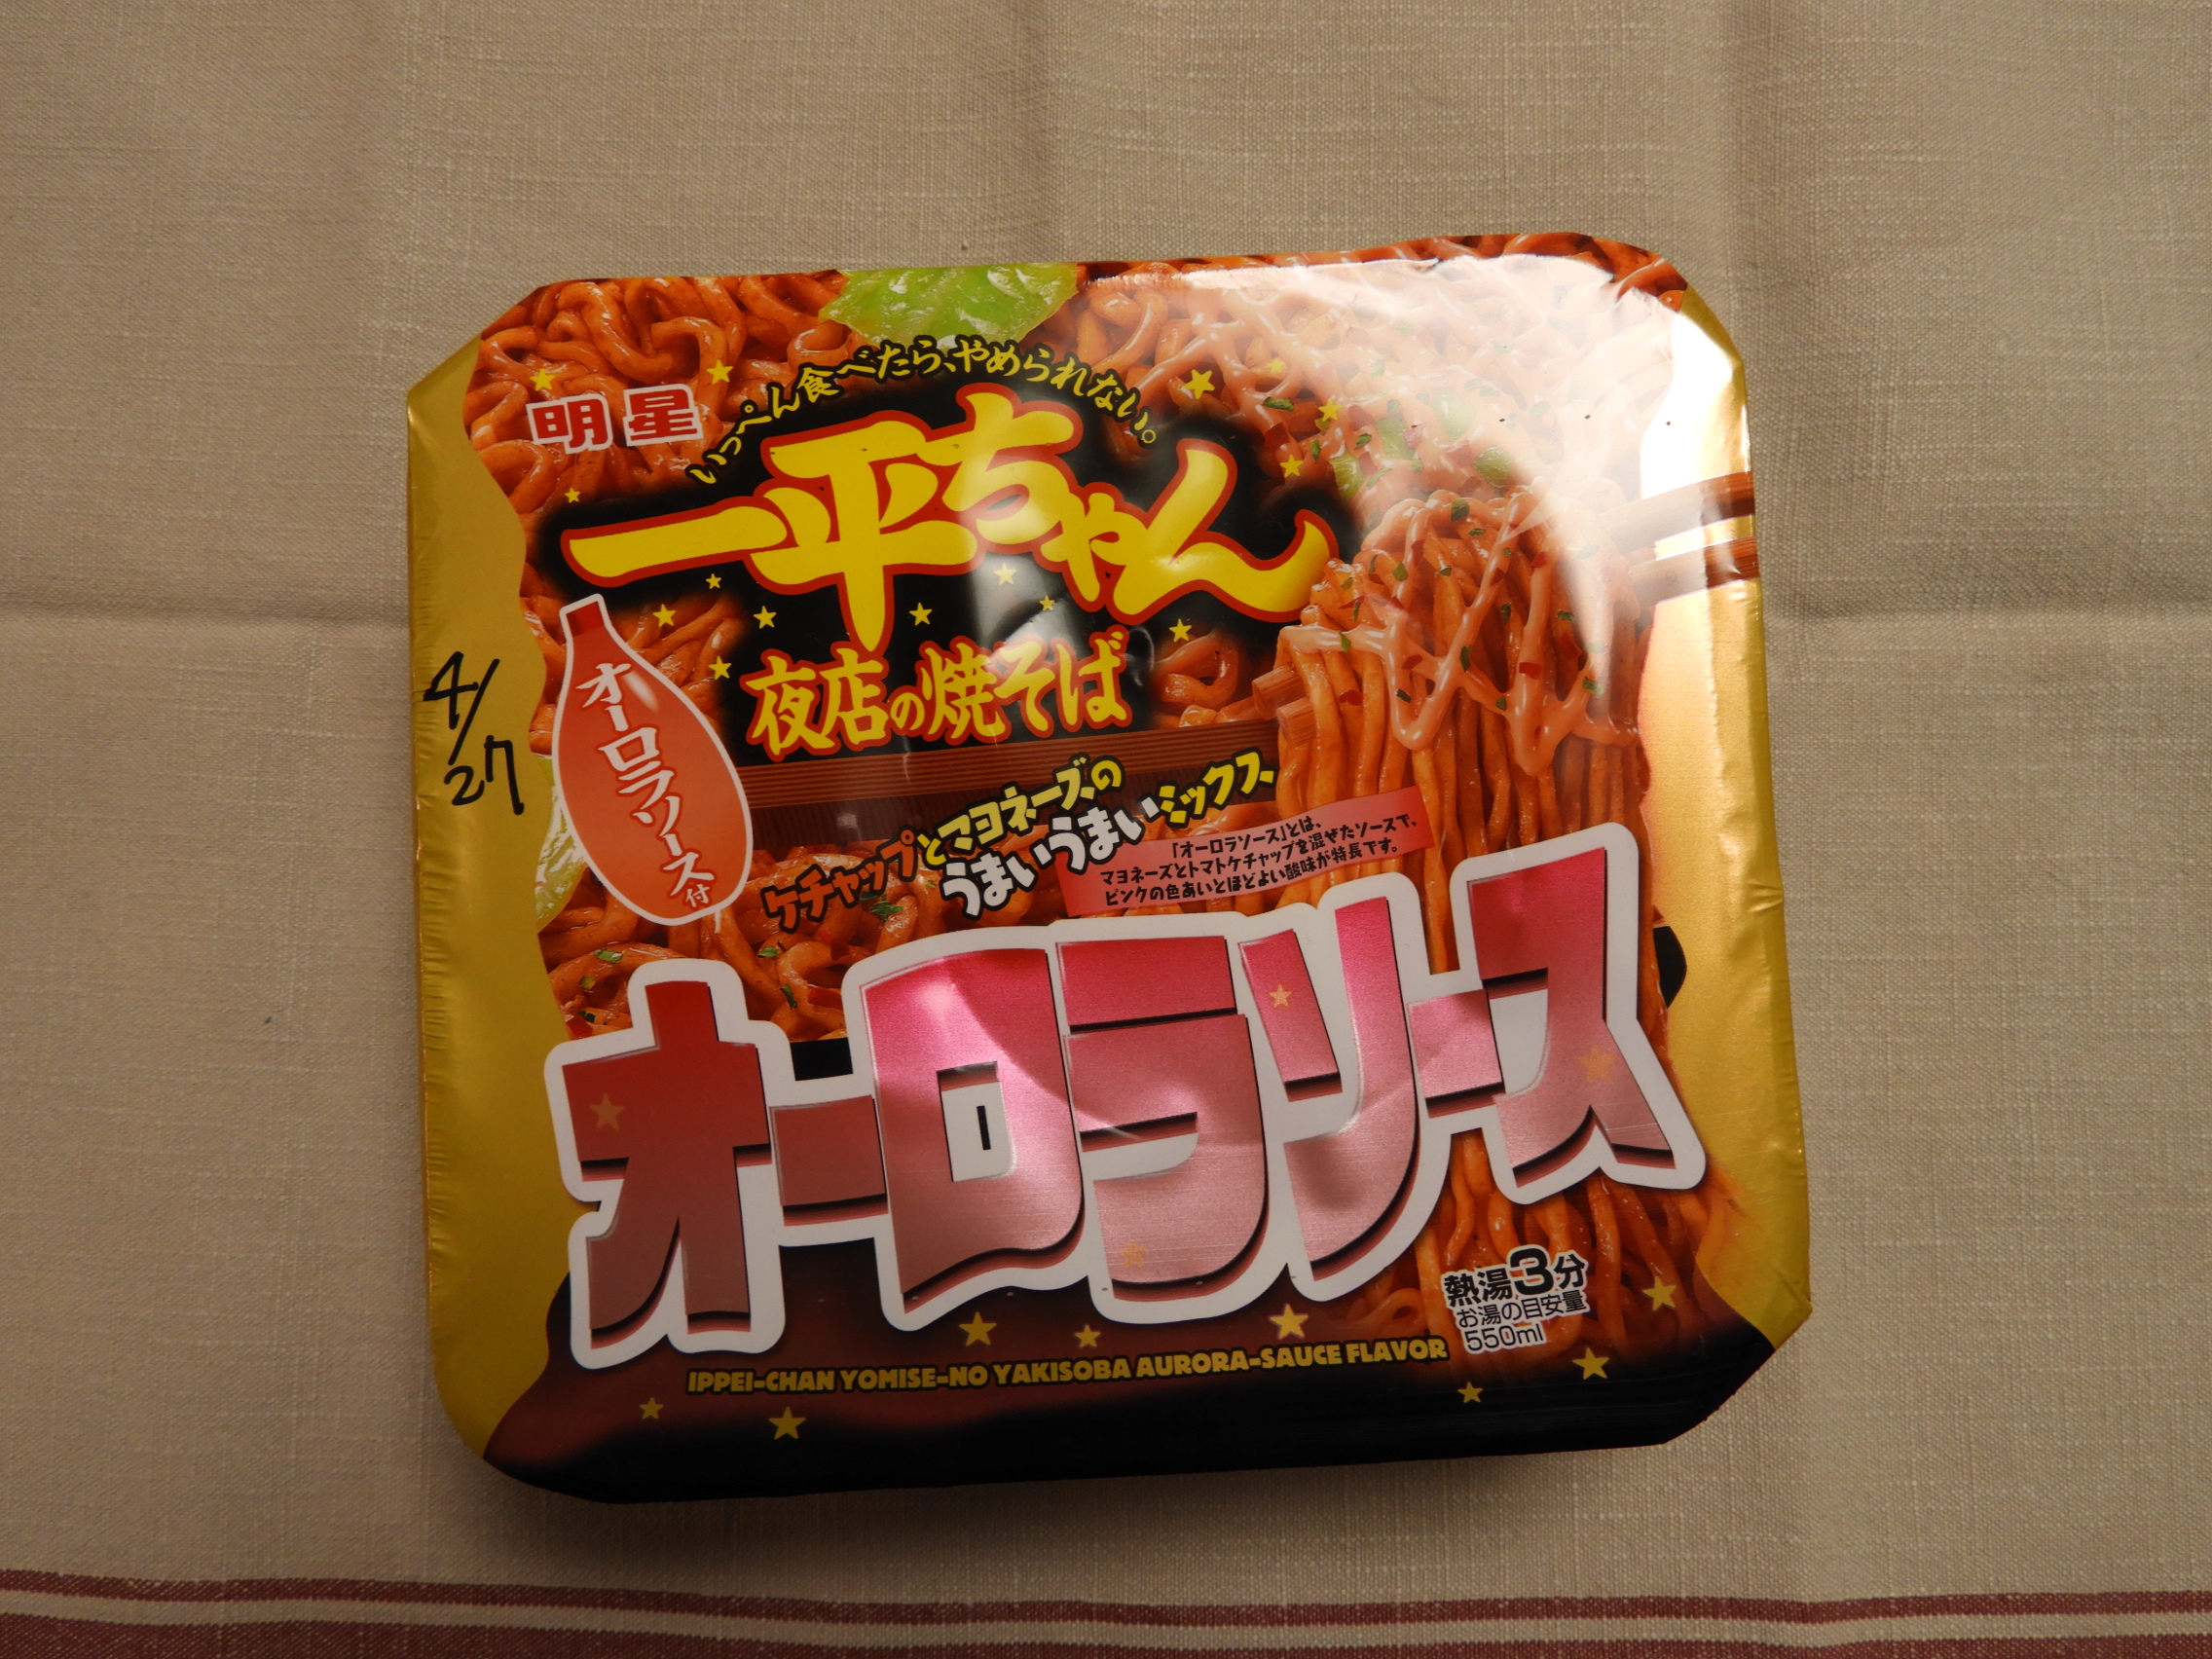 いっぺん食べたら、やめられない。
明星
一平ちゃん
夜店の焼そば
オーロラソース付
4/27
ケチャップとマヨネーズの
うまいうまいミックス
「オーロラソース」とは、
マヨネーズとトマトケチャップを混ぜたソースで、
ピンクの色あいとほどよい酸味が特長です。
オーロラソース
熱湯3分
お湯の目安量
550ml
IPPEI-CHAN YOMISE-NO YAKISOBA AURORA-SAUCE FLAVOR